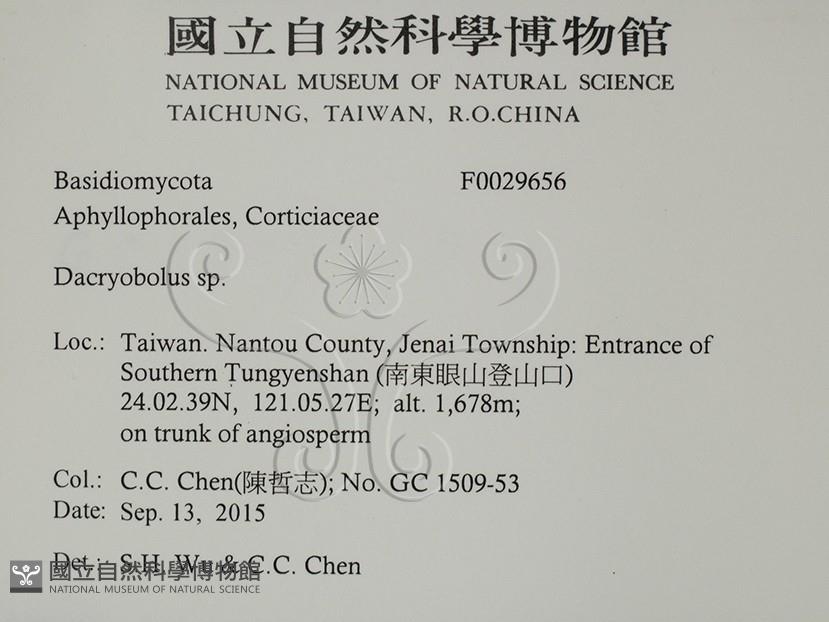 國立自然科學博物館
NATIONAL MUSEUM OF NATURAL SCIENCE
TAICHUNG, TAIWAN, R.O.CHINA
Basidiomycota F0029656
Aphyllophorales, Corticiaceae
Dacryobolus sp.
Loc.: Taiwan. Nantou County, Jenai Township: Entrance of
Southern Tungyenshan (南東眼山登山口)
24.02.39N, 121.05.27E; alt. 1,678m;
on trunk of angiosperm
Col.: C.C. Chen(陳哲志); No. GC 1509-53
Date: Sep. 13, 2015
Det.: S.H. Wu & C.C. Chen
國立自然科學博物館
NATIONAL MUSEUM OF NATURAL SCIENCE